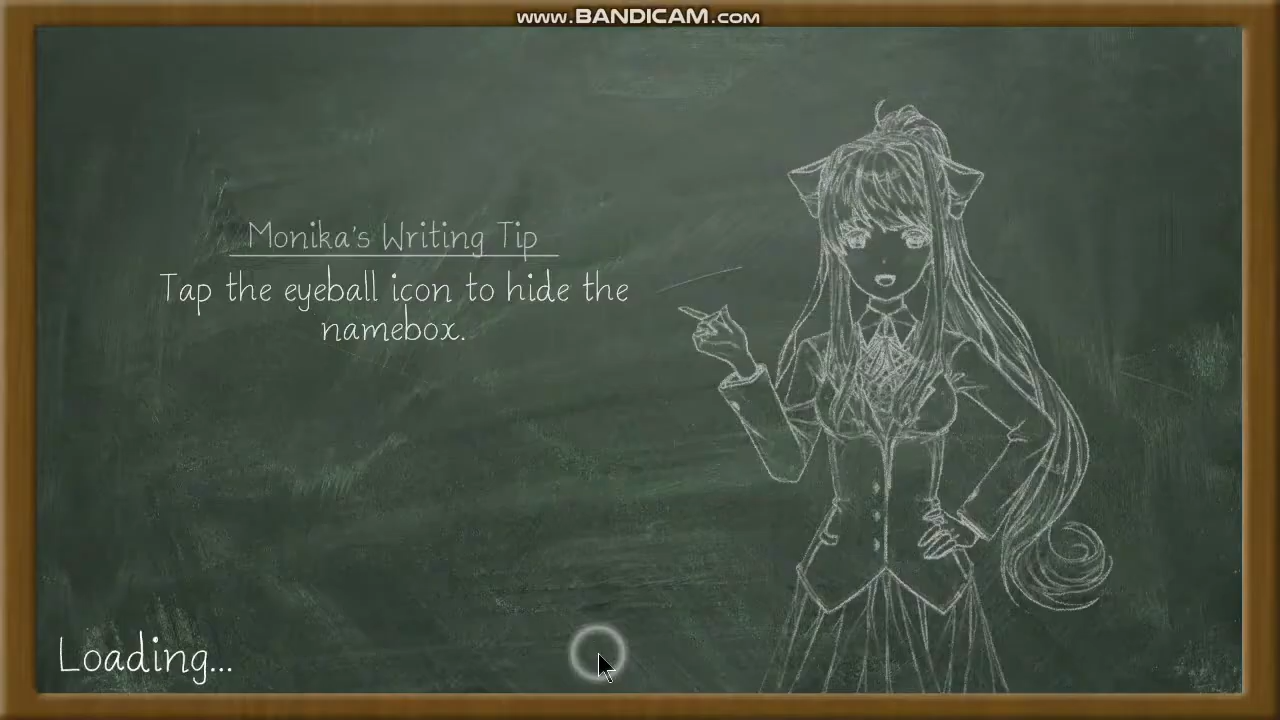 www.BANDICAM.com
Monika's Writing Tip
Tap the eyeball icon to hide the
namebox.
Loading...